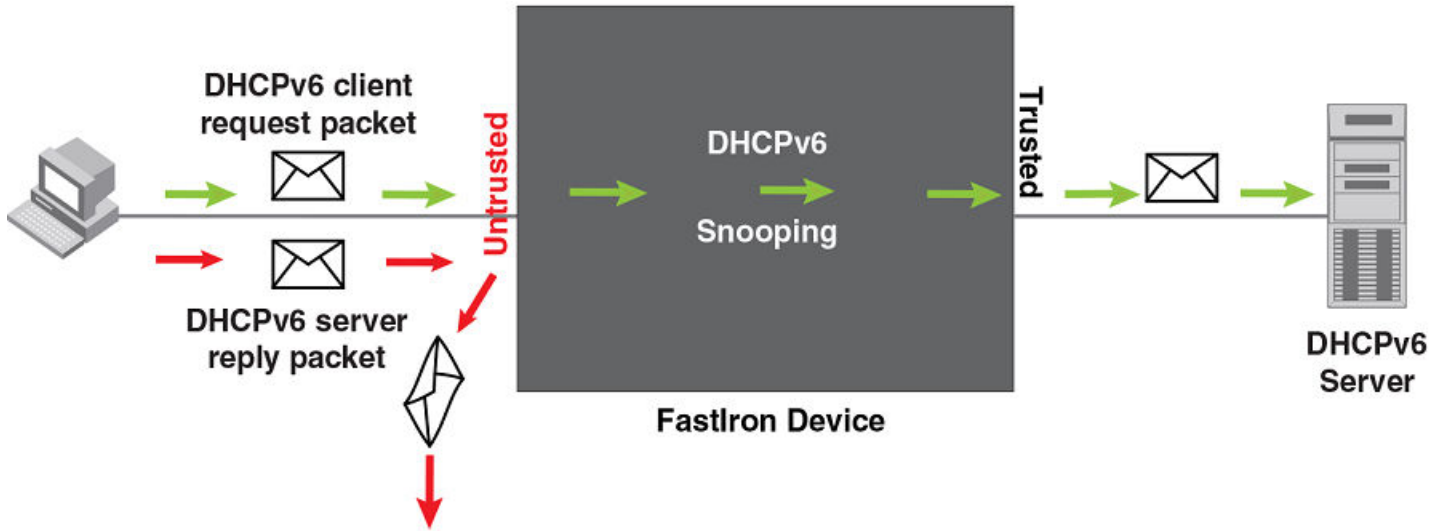 DHCPv6 client
request packet
Untrusted
DHCPv6
Snooping
Trusted
DHCPv6 server
reply packet
DHCPv6
Server
FastIron Device